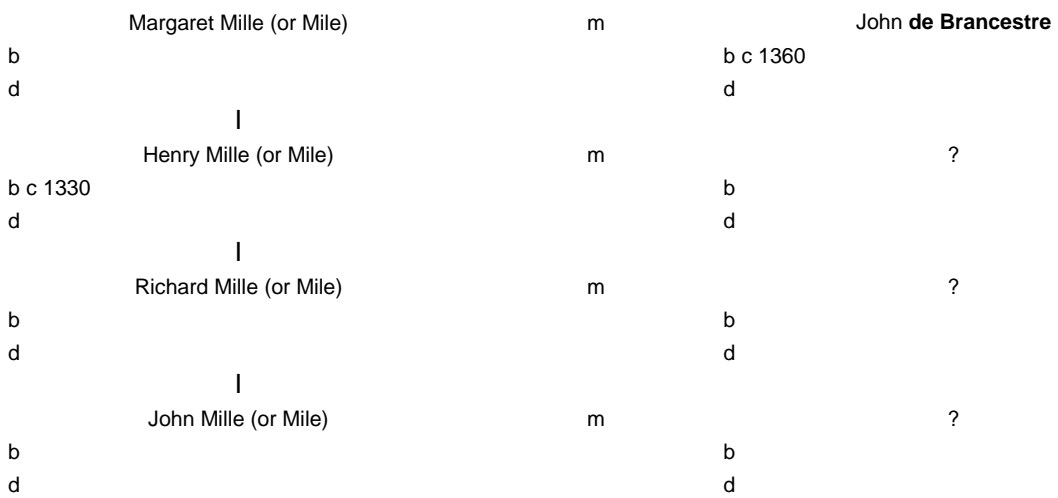 Margaret Mille (or Mile) m John de Brancestre
b b c 1360
d d
|
Henry Mille (or Mile) m ?
b c 1330 b
d d
|
Richard Mille (or Mile) m ?
b b
d d
|
John Mille (or Mile) m ?
b b
d d